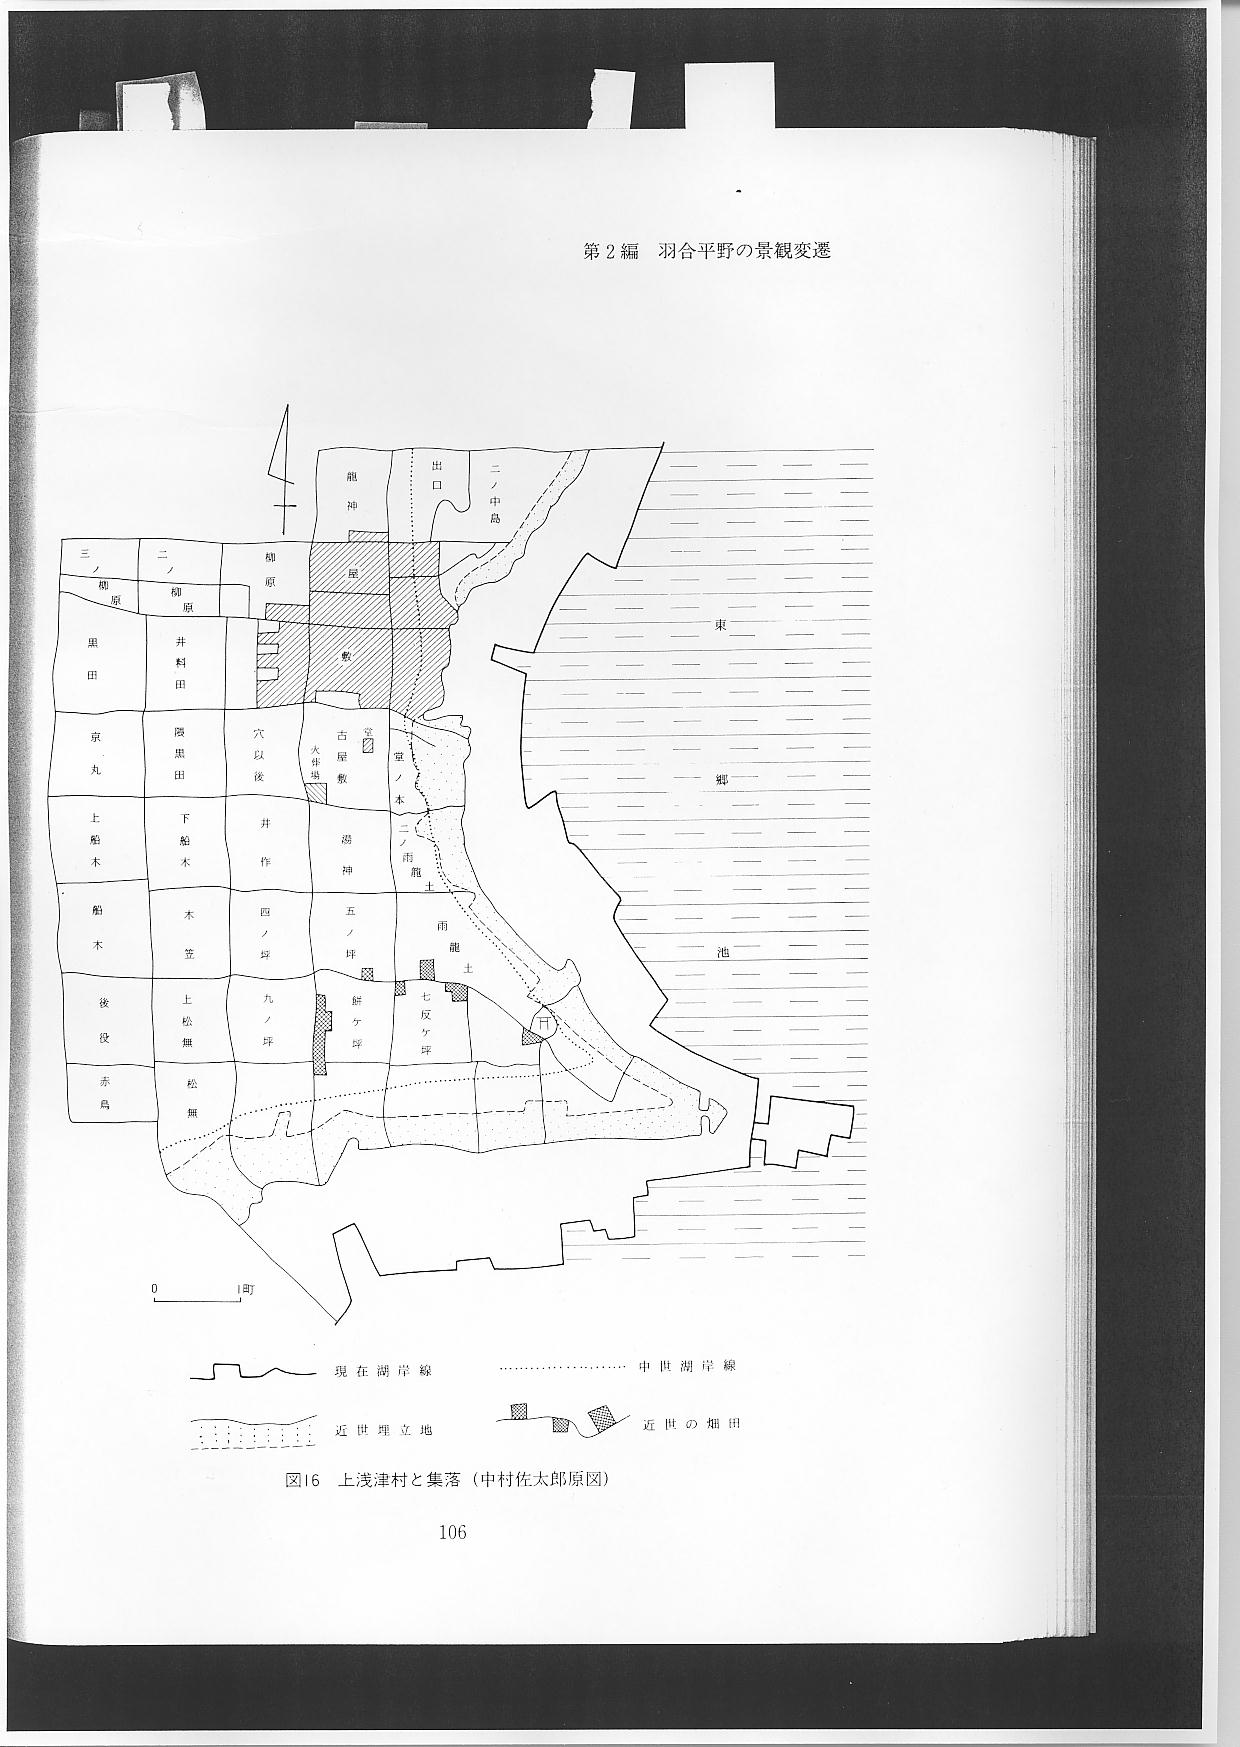 第2編　羽合平野の景観変遷
龍神
出口
二ノ中島
三ノ柳原
二ノ柳原
柳原
屋敷
黒田
井料田
京丸
隠黒田
穴以後
古屋敷
堂
火葬場
堂ノ本
上船木
下船木
井作
湯神
二ノ雨龍土
船木
木笠
四ノ坪
五ノ坪
雨龍土
後役
上松無
九ノ坪
餅ケ坪
七反ケ坪
赤鳥
松無
東郷池
0　1町
現在湖岸線
中世湖岸線
近世埋立地
近世の畑田
図16　上浅津村と集落（中村佐太郎原図）
106